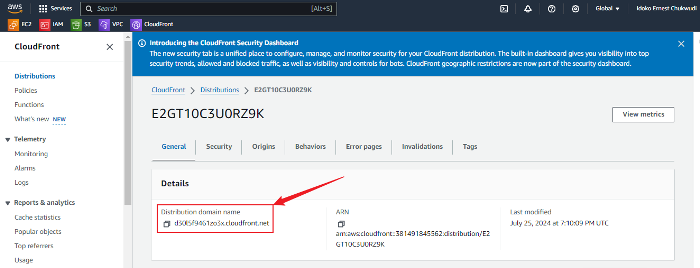 aws
Services
Search
[Alt+S]
Global
Idoko Ernest Chukwudi
EC2
IAM
S3
VPC
CloudFront
CloudFront
Distributions
Policies
Functions
What's new NEW
Telemetry
Monitoring
Alarms
Logs
Reports & analytics
Cache statistics
Popular objects
Top referrers
Usage
Introducing the CloudFront Security Dashboard
The new security tab is a unified place to configure, manage, and monitor security for your CloudFront distribution. The built-in dashboard gives you visibility into top
security trends, allowed and blocked traffic, as well as visibility and controls for bots. CloudFront geographic restrictions are now part of the security dashboard.
CloudFront
Distributions
E2GT10C3U0RZ9K
E2GT10C3U0RZ9K
View metrics
General
Security
Origins
Behaviors
Error pages
Invalidations
Tags
Details
Distribution domain name
d30l5f9461zo3x.cloudfront.net
ARN
arn:aws:cloudfront::381491845562:distribution/E2
GT10C3U0RZ9K
Last modified
July 25, 2024 at 7:10:09 PM UTC